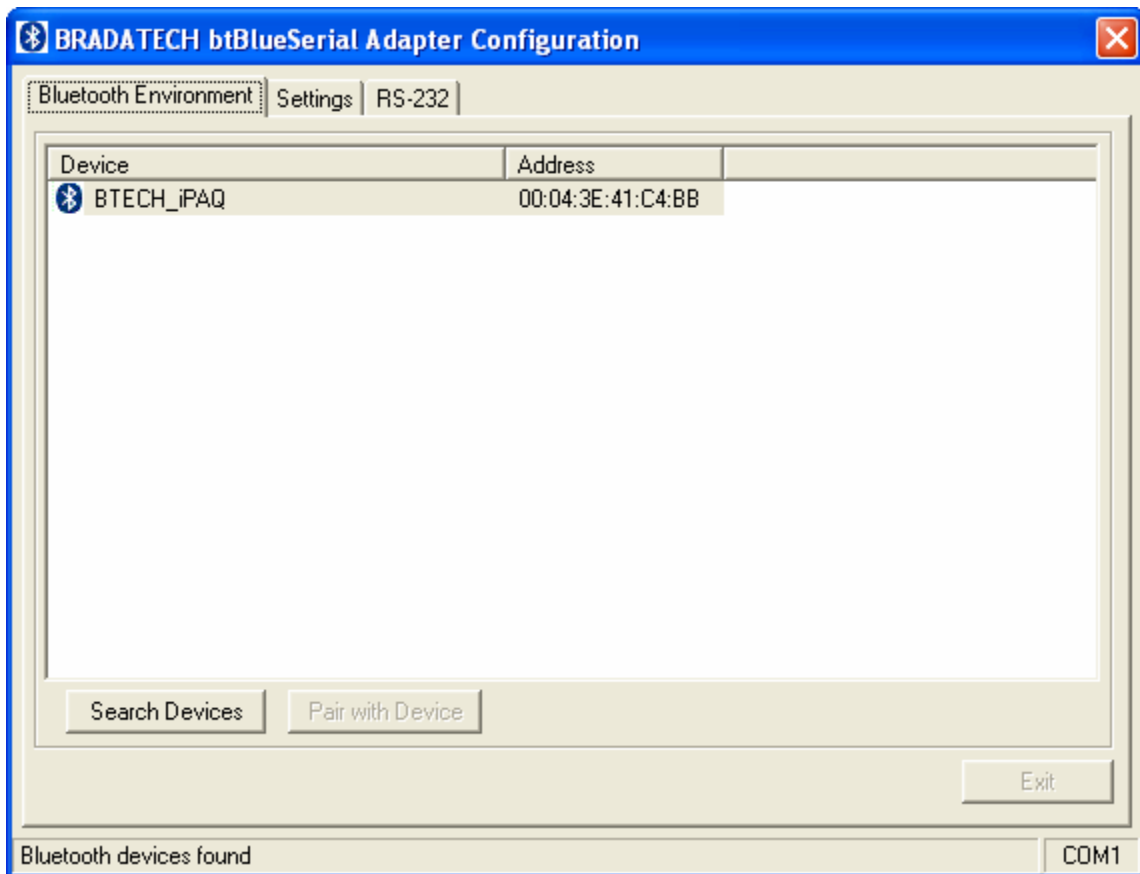 BRADATECH btBlueSerial Adapter Configuration
Bluetooth Environment Settings RS-232
Device Address
BTECH_iPAQ 00:04:3E:41:C4:BB
Search Devices Pair with Device
Exit
Bluetooth devices found COM1